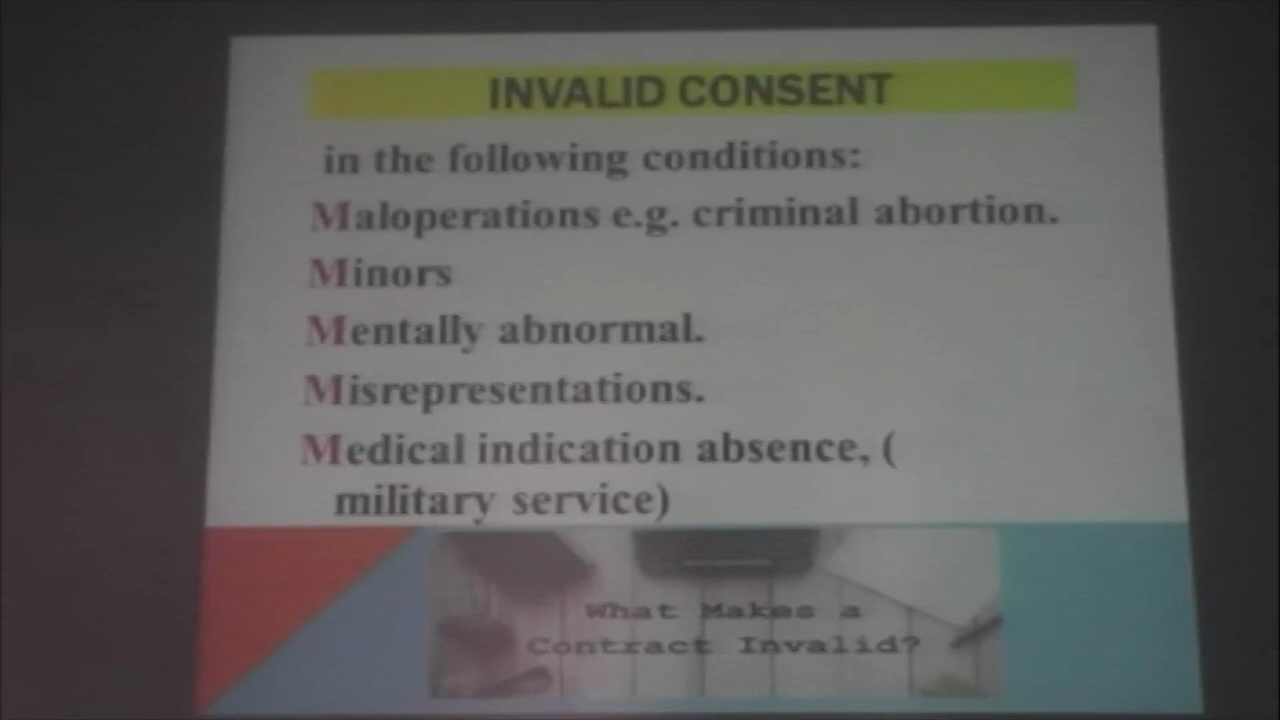 INVALID CONSENT
in the following conditions:
Maloperations e.g. criminal abortion.
Minors
Mentally abnormal.
Misrepresentations.
Medical indication absence, (
military service)
What Makes a
Contract Invalid?